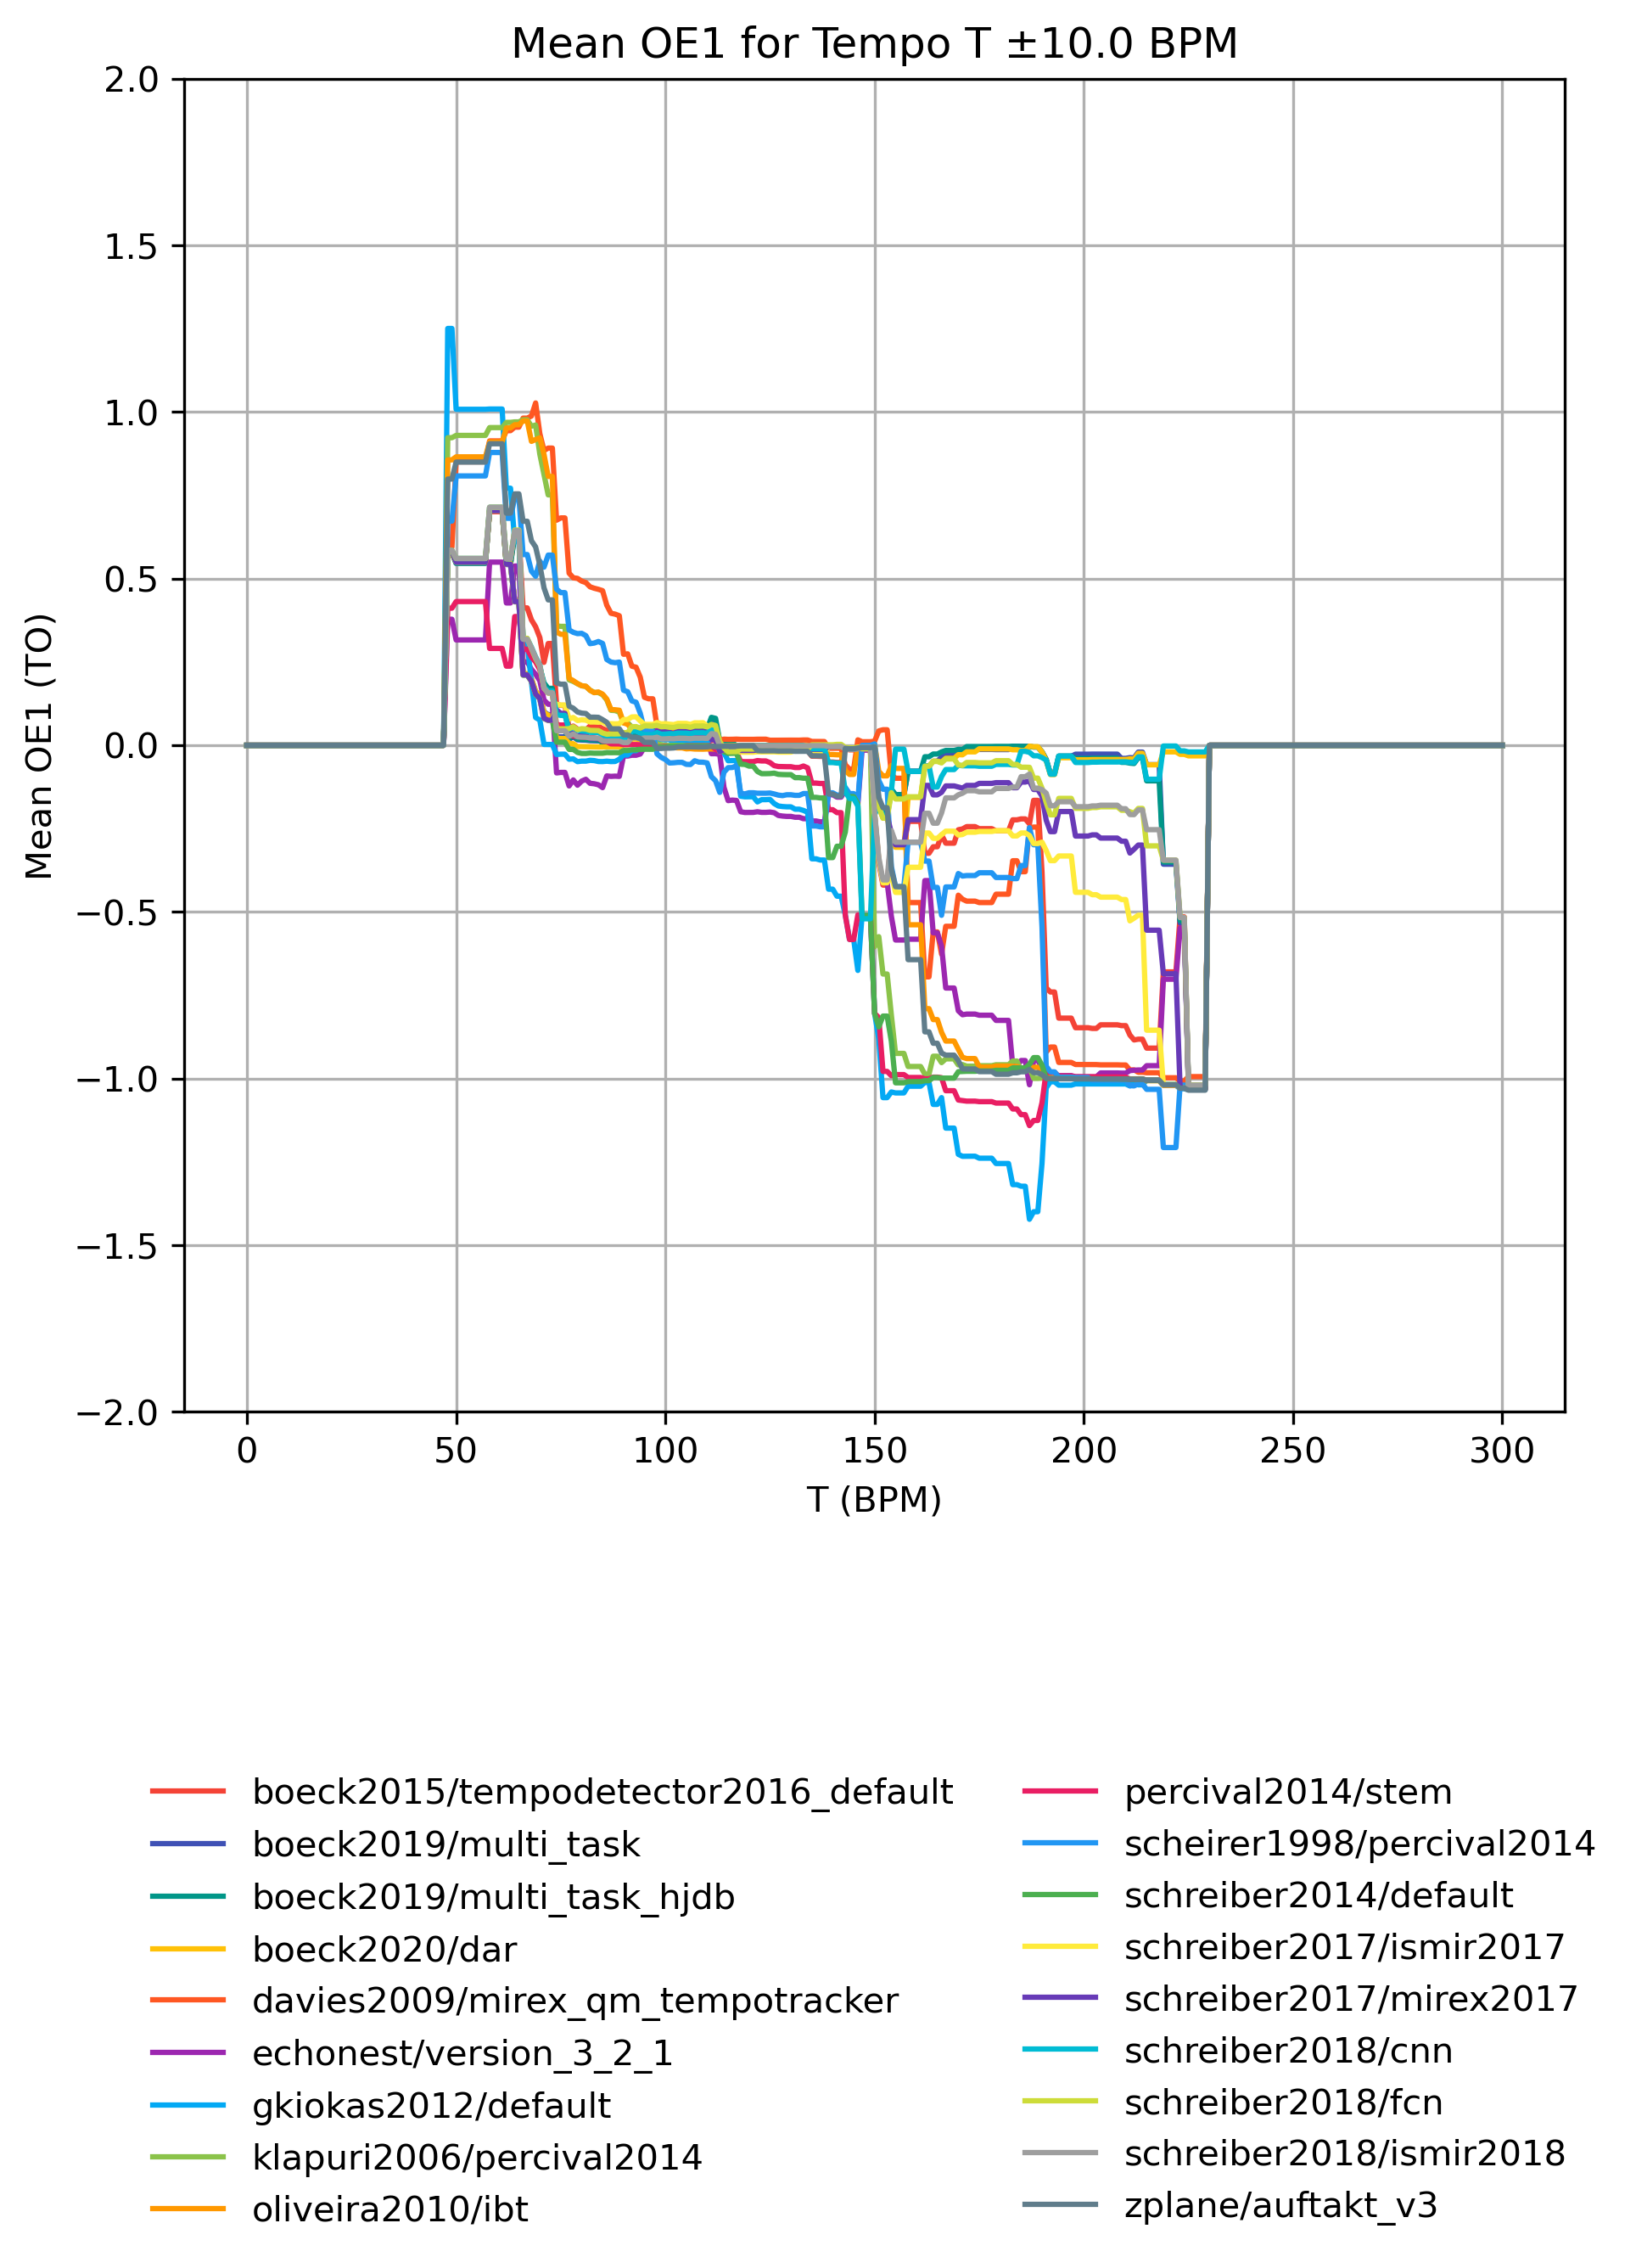 Mean OE1 for Tempo T ±10.0 BPM
2.0
1.5
1.0
0.5
0.0
−0.5
−1.0
−1.5
−2.0
Mean OE1 (TO)
0 50 100 150 200 250 300
T (BPM)
boeck2015/tempodetector2016_default
boeck2019/multi_task
boeck2019/multi_task_hjdb
boeck2020/dar
davies2009/mirex_qm_tempotracker
echonest/version_3_2_1
gkiokas2012/default
klapuri2006/percival2014
oliveira2010/ibt
percival2014/stem
scheirer1998/percival2014
schreiber2014/default
schreiber2017/ismir2017
schreiber2017/mirex2017
schreiber2018/cnn
schreiber2018/fcn
schreiber2018/ismir2018
zplane/auftakt_v3